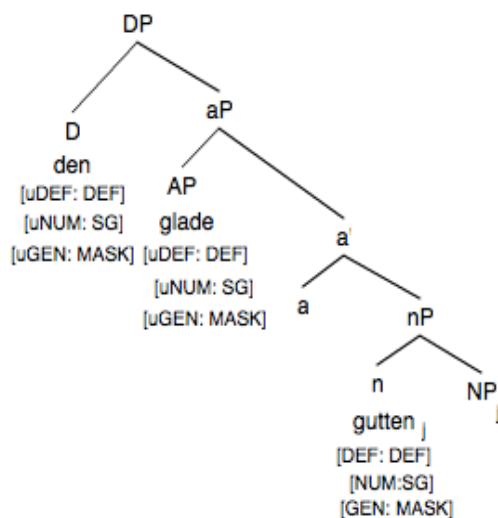 DP
D
aP
den
[uDEF: DEF]
[uNUM: SG]
[uGEN: MASK]
AP
glade
[uDEF: DEF]
[uNUM: SG]
[uGEN: MASK]
a'
a
nP
n
NP j
gutten j
[DEF: DEF]
[NUM:SG]
[GEN: MASK]